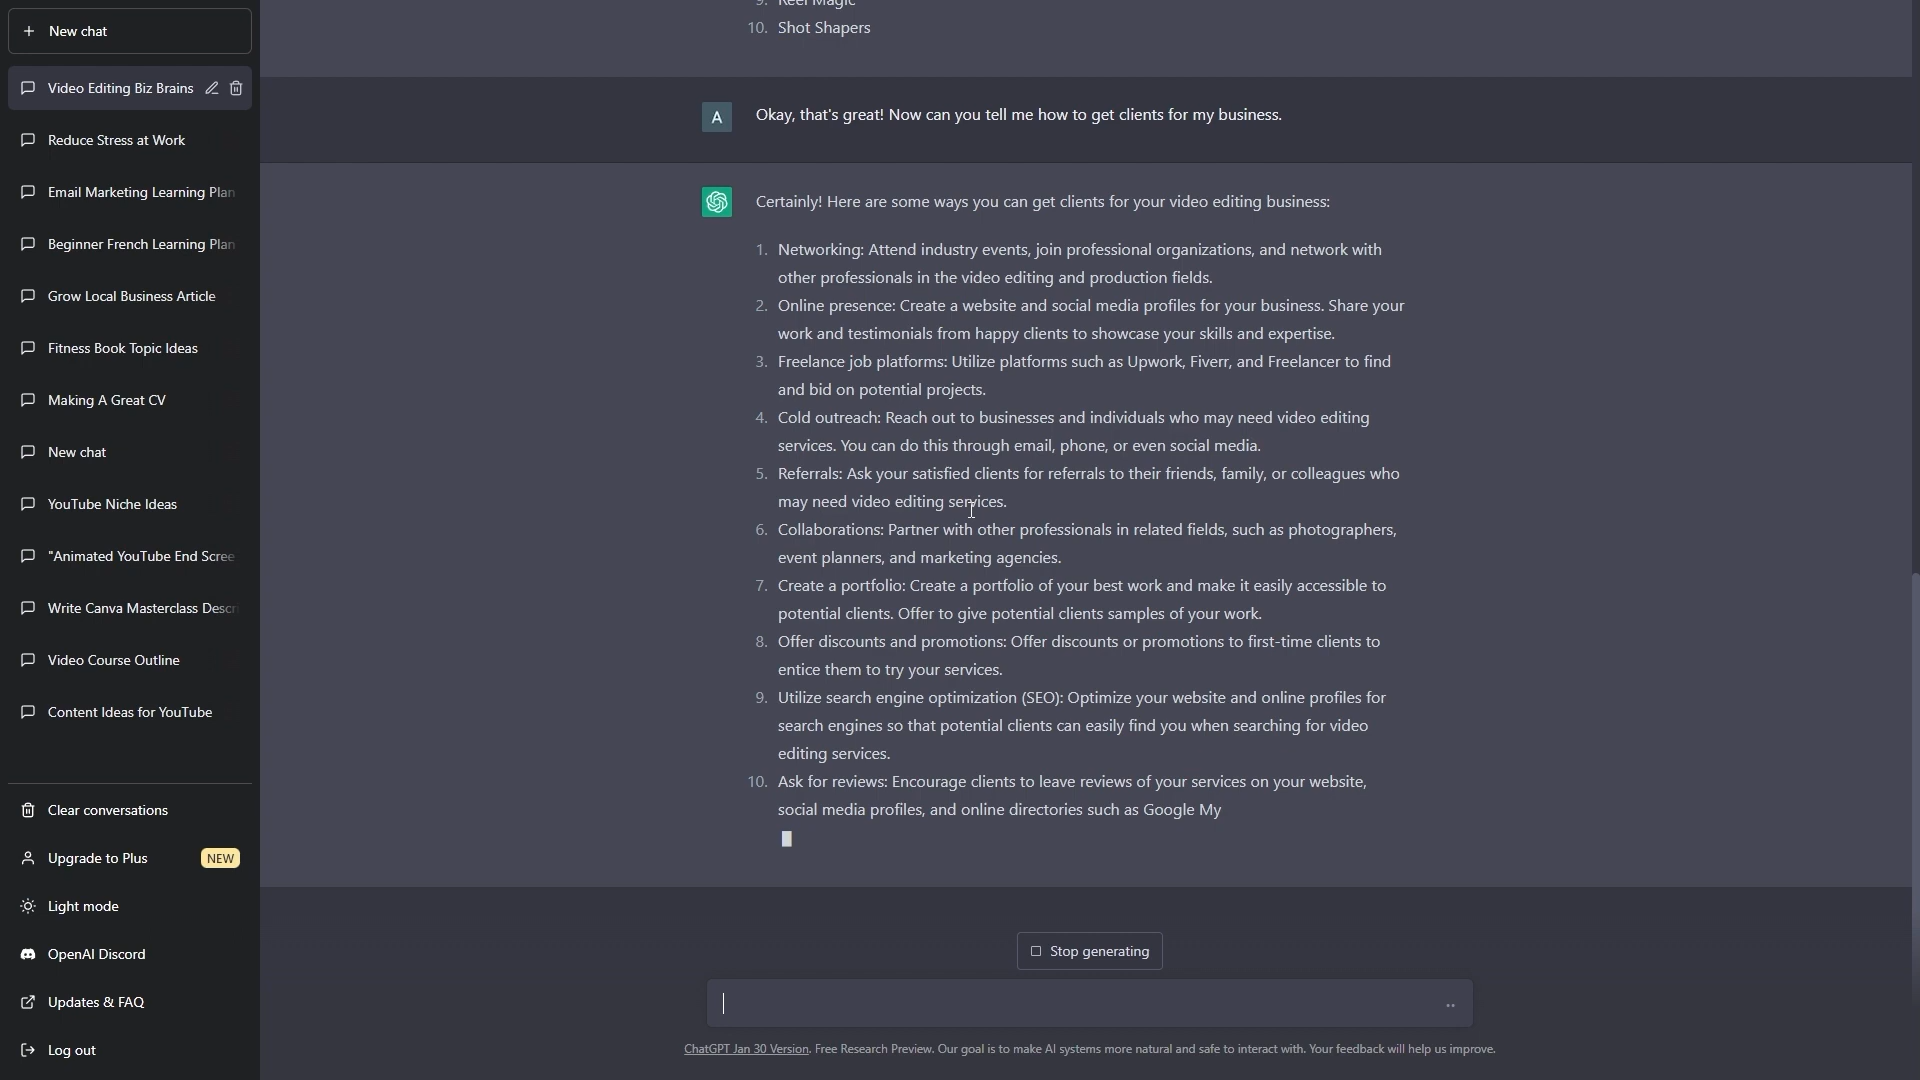 New chat
Video Editing Biz Brains
Reduce Stress at Work
Email Marketing Learning Plan
Beginner French Learning Plan
Grow Local Business Article
Fitness Book Topic Ideas
Making A Great CV
New chat
YouTube Niche Ideas
"Animated YouTube End Scree
Write Canva Masterclass Descri
Video Course Outline
Content Ideas for YouTube
Clear conversations
Upgrade to Plus NEW
Light mode
OpenAI Discord
Updates & FAQ
Log out
9. Reel Magic
10. Shot Shapers
A
Okay, that's great! Now can you tell me how to get clients for my business.
Certainly! Here are some ways you can get clients for your video editing business:
1. Networking: Attend industry events, join professional organizations, and network with
other professionals in the video editing and production fields.
2. Online presence: Create a website and social media profiles for your business. Share your
work and testimonials from happy clients to showcase your skills and expertise.
3. Freelance job platforms: Utilize platforms such as Upwork, Fiverr, and Freelancer to find
and bid on potential projects.
4. Cold outreach: Reach out to businesses and individuals who may need video editing
services. You can do this through email, phone, or even social media.
5. Referrals: Ask your satisfied clients for referrals to their friends, family, or colleagues who
may need video editing services.
6. Collaborations: Partner with other professionals in related fields, such as photographers,
event planners, and marketing agencies.
7. Create a portfolio: Create a portfolio of your best work and make it easily accessible to
potential clients. Offer to give potential clients samples of your work.
8. Offer discounts and promotions: Offer discounts or promotions to first-time clients to
entice them to try your services.
9. Utilize search engine optimization (SEO): Optimize your website and online profiles for
search engines so that potential clients can easily find you when searching for video
editing services.
10. Ask for reviews: Encourage clients to leave reviews of your services on your website,
social media profiles, and online directories such as Google My
Stop generating
ChatGPT Jan 30 Version. Free Research Preview. Our goal is to make AI systems more natural and safe to interact with. Your feedback will help us improve.